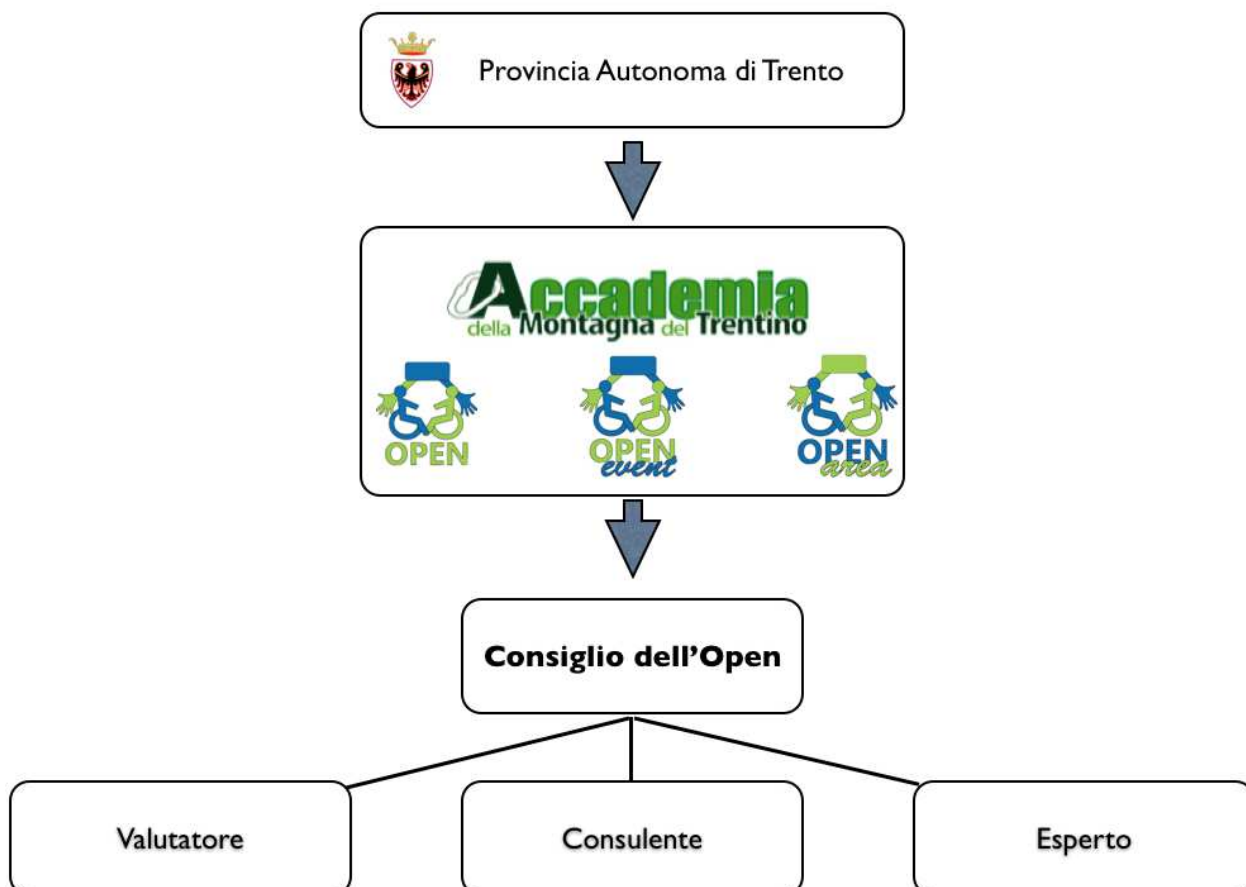 Provincia Autonoma di Trento
Accademia
della Montagna del Trentino
OPEN
OPEN
event
OPEN
area
Consiglio dell’Open
Valutatore
Consulente
Esperto